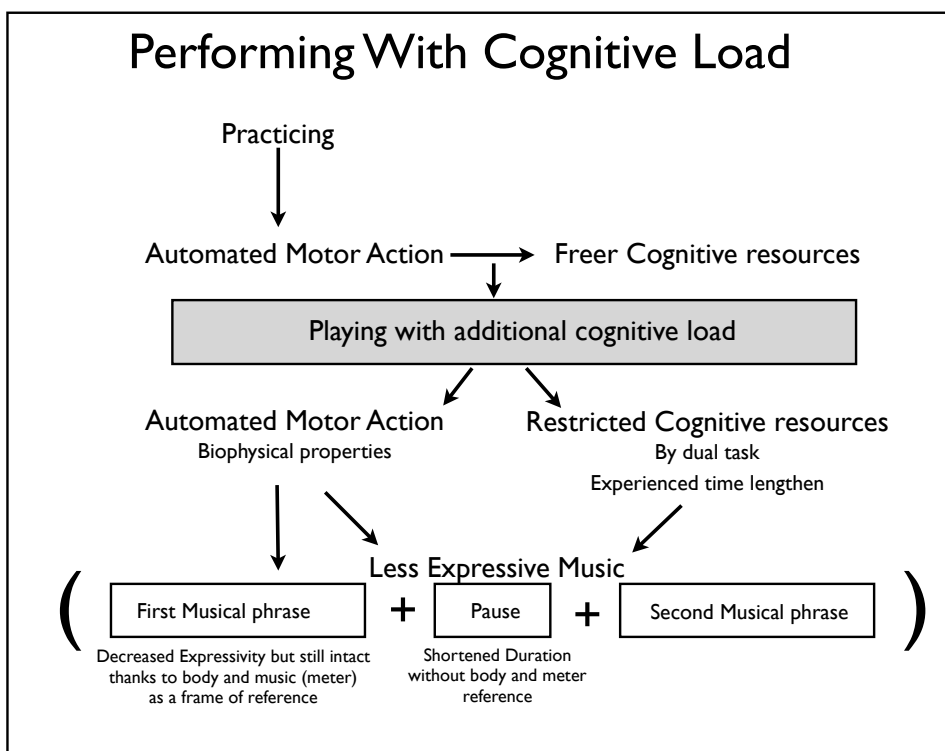 Performing With Cognitive Load
Practicing
Automated Motor Action
Freer Cognitive resources
Playing with additional cognitive load
Automated Motor Action
Biophysical properties
Restricted Cognitive resources
By dual task
Experienced time lengthen
Less Expressive Music
( First Musical phrase + Pause + Second Musical phrase )
Decreased Expressivity but still intact
thanks to body and music (meter)
as a frame of reference
Shortened Duration
without body and meter
reference